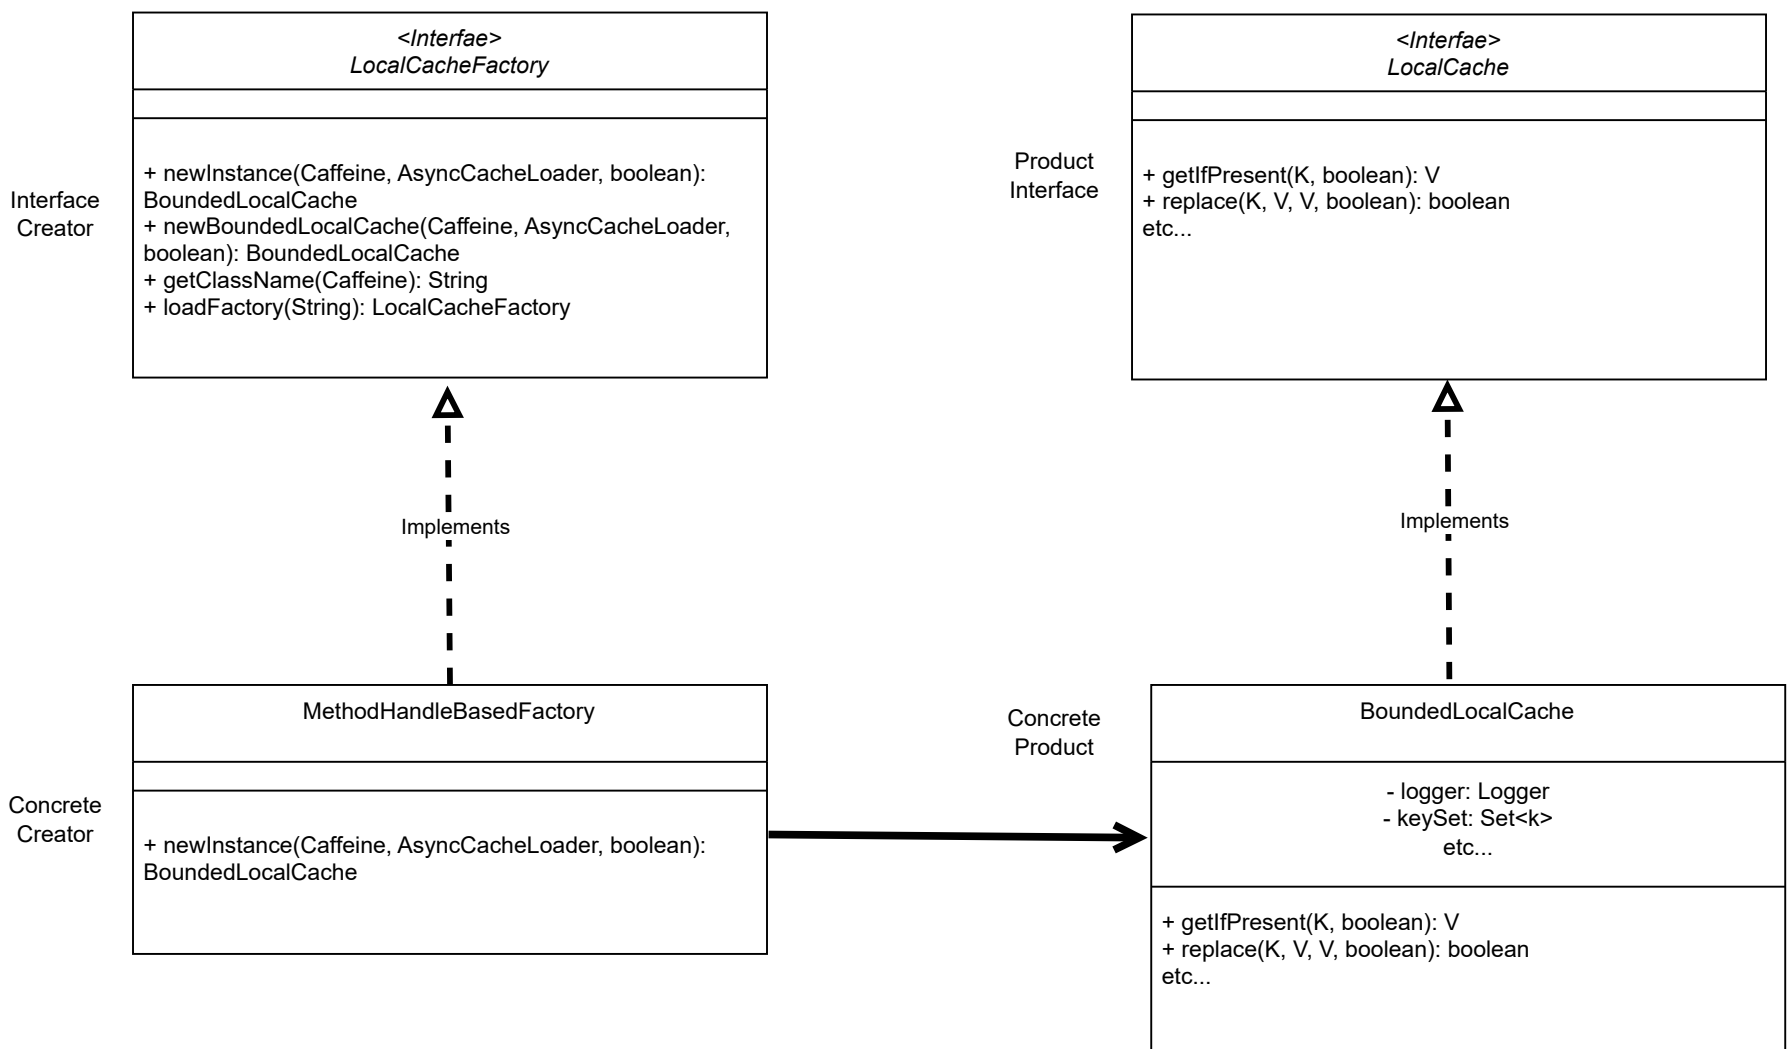 <Interfae>
LocalCacheFactory
+ newInstance(Caffeine, AsyncCacheLoader, boolean):
BoundedLocalCache
+ newBoundedLocalCache(Caffeine, AsyncCacheLoader,
boolean): BoundedLocalCache
+ getClassName(Caffeine): String
+ loadFactory(String): LocalCacheFactory
Interface
Creator
<Interfae>
LocalCache
+ getIfPresent(K, boolean): V
+ replace(K, V, V, boolean): boolean
etc...
Product
Interface
Implements
Implements
MethodHandleBasedFactory
+ newInstance(Caffeine, AsyncCacheLoader, boolean):
BoundedLocalCache
Concrete
Creator
Concrete
Product
BoundedLocalCache
- logger: Logger
- keySet: Set<k>
etc...
+ getIfPresent(K, boolean): V
+ replace(K, V, V, boolean): boolean
etc...